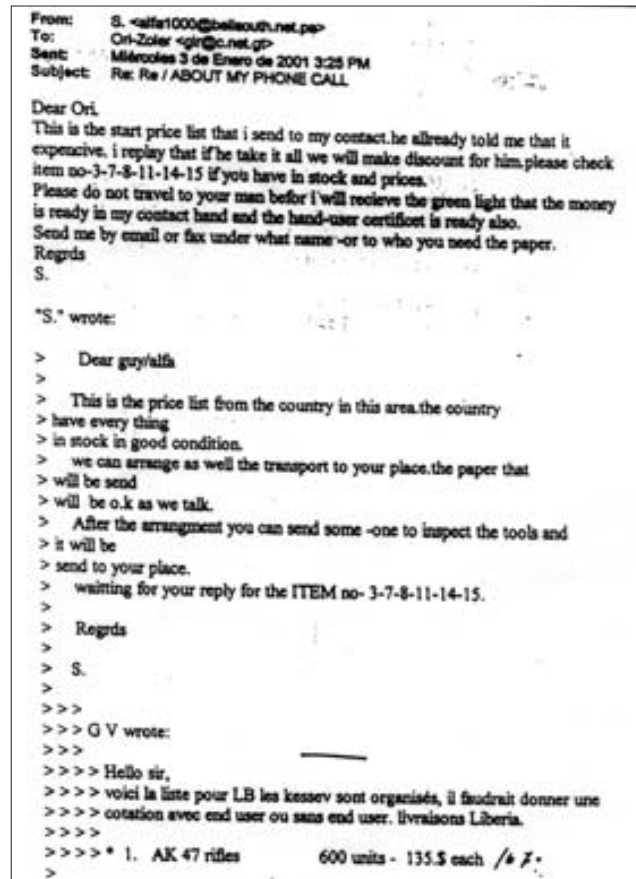 From: S. <alfa1000@bellsouth.net.pa>
To: Ori-Zoler <gir@c.net.gt>
Sent: Miércoles 3 de Enero de 2001 3:25 PM
Subject: Re: Re / ABOUT MY PHONE CALL
Dear Ori.
This is the start price list that i send to my contact.he allready told me that it
expencive. i replay that if he take it all we will make discount for him.please check
item no-3-7-8-11-14-15 if you have in stock and prices.
Please do not travel to your man befor i'will recieve the green light that the money
is ready in my contact hand and the hand-user certificet is ready also.
Send me by email or fax under what name -or to who you need the paper.
Regrds
S.
"S." wrote:
> Dear guy/alfa
>
> This is the price list from the country in this area.the country
> have every thing
> in stock in good condition.
> we can arrange as well the transport to your place.the paper that
> will be send
> will be o.k as we talk.
> After the arrangment you can send some -one to inspect the tools and
> it will be
> send to your place.
> waitting for your reply for the ITEM no- 3-7-8-11-14-15.
>
> Regrds
>
> S.
>
>>>
>>> G V wrote:
>>>
>>>> Hello sir,
>>>> voici la liste pour LB les kessev sont organisés, il faudrait donner une
>>>> cotation avec end user ou sans end user. livraisons Liberia.
>>>>
>>>> * 1. AK 47 rifles 600 units - 135.$ each
>